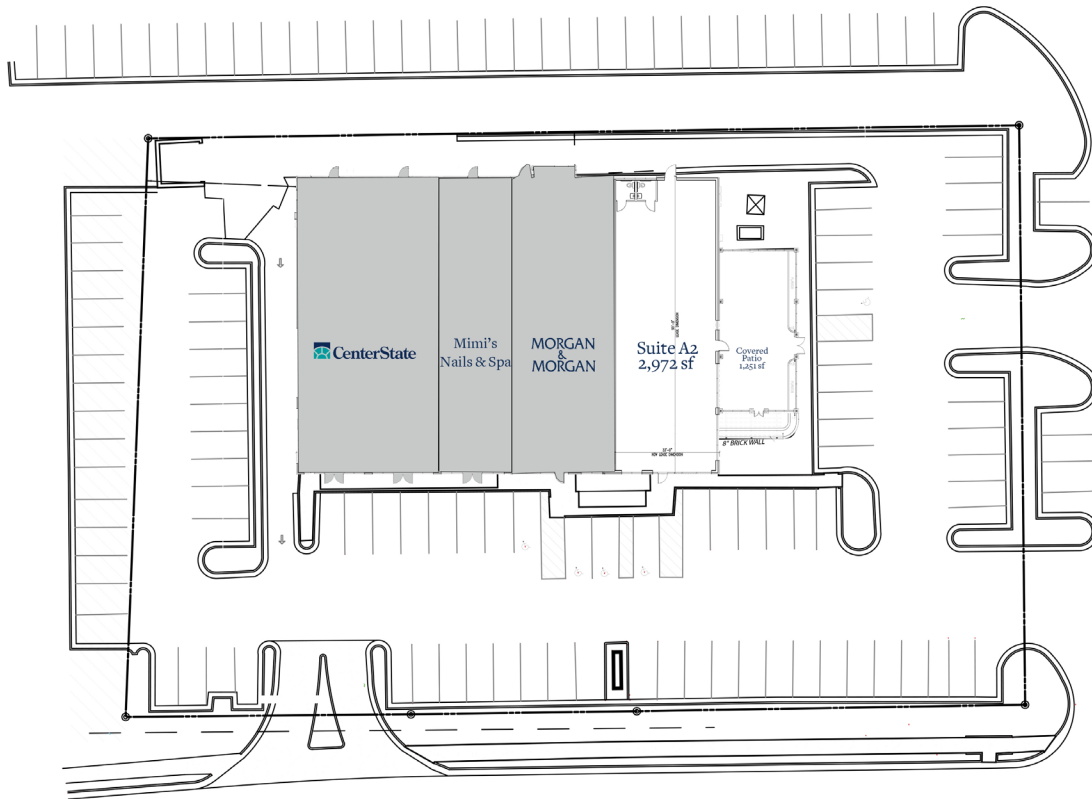 CenterState
Mimi's
Nails & Spa
MORGAN
&
MORGAN
Suite A2
2,972 sf
Covered
Patio
1,251 sf
8" BRICK WALL